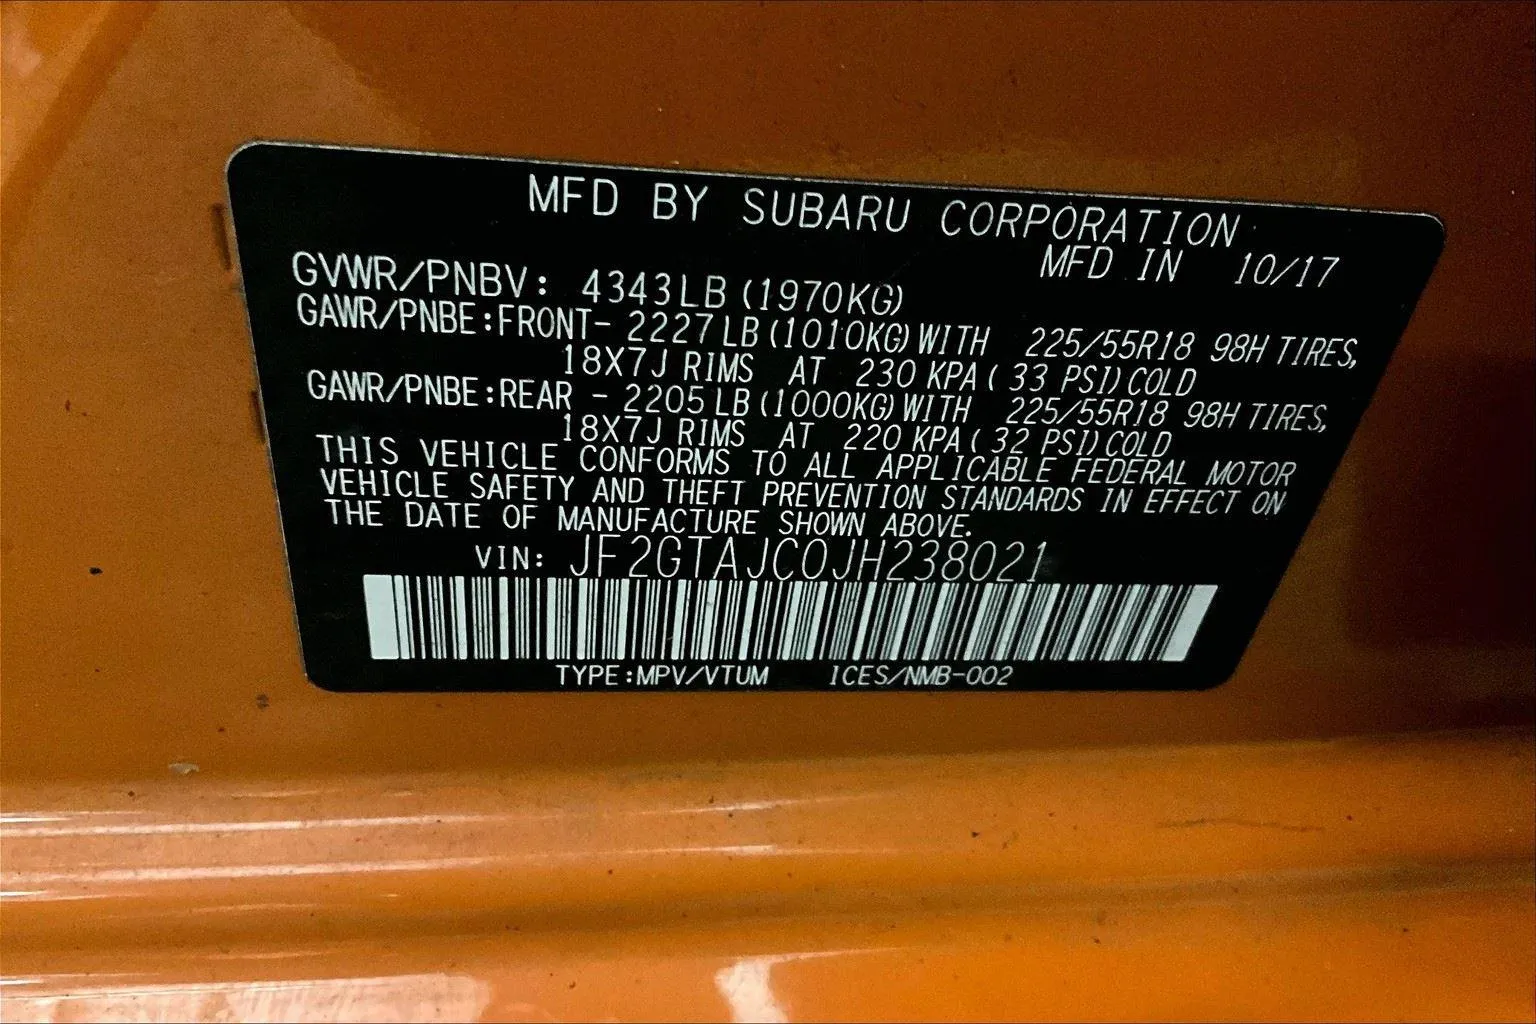 MFD BY SUBARU CORPORATION
MFD IN 10/17
GVWR/PNBV: 4343LB (1970KG)
GAWR/PNBE:FRONT- 2227LB (1010KG) WITH 225/55R18 98H TIRES,
18X7J RIMS AT 230 KPA ( 33 PSI) COLD
GAWR/PNBE:REAR - 2205LB (1000KG) WITH 225/55R18 98H TIRES,
18X7J RIMS AT 220 KPA ( 32 PSI) COLD
THIS VEHICLE CONFORMS TO ALL APPLICABLE FEDERAL MOTOR
VEHICLE SAFETY AND THEFT PREVENTION STANDARDS IN EFFECT ON
THE DATE OF MANUFACTURE SHOWN ABOVE.
VIN: JF2GTAJC0JH238021
TYPE:MPV/VTUM ICES/NMB-002